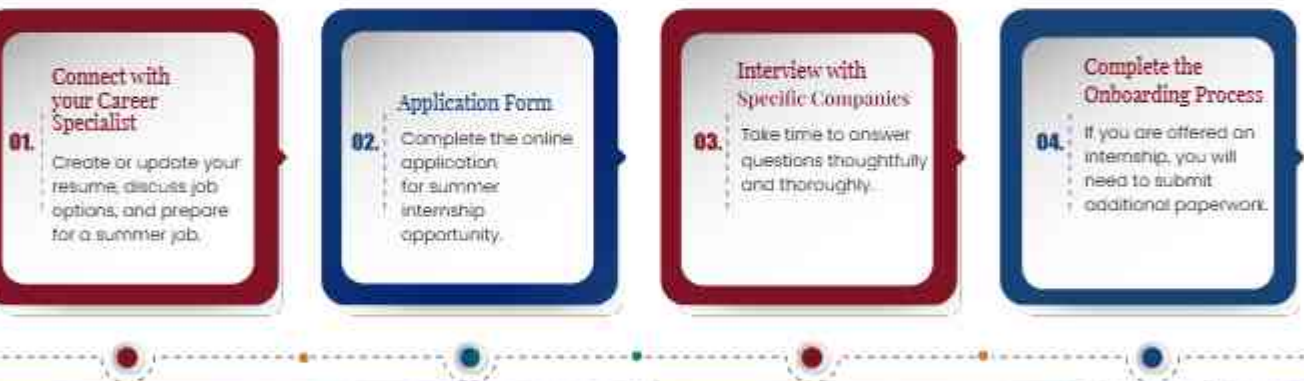 01.
Connect with
your Career
Specialist
Create or update your
resume, discuss job
options, and prepare
for a summer job.
02.
Application Form
Complete the online
application
for summer
internship
opportunity.
03.
Interview with
Specific Companies
Take time to answer
questions thoughtfully
and thoroughly.
04.
Complete the
Onboarding Process
If you are offered an
internship, you will
need to submit
additional paperwork.